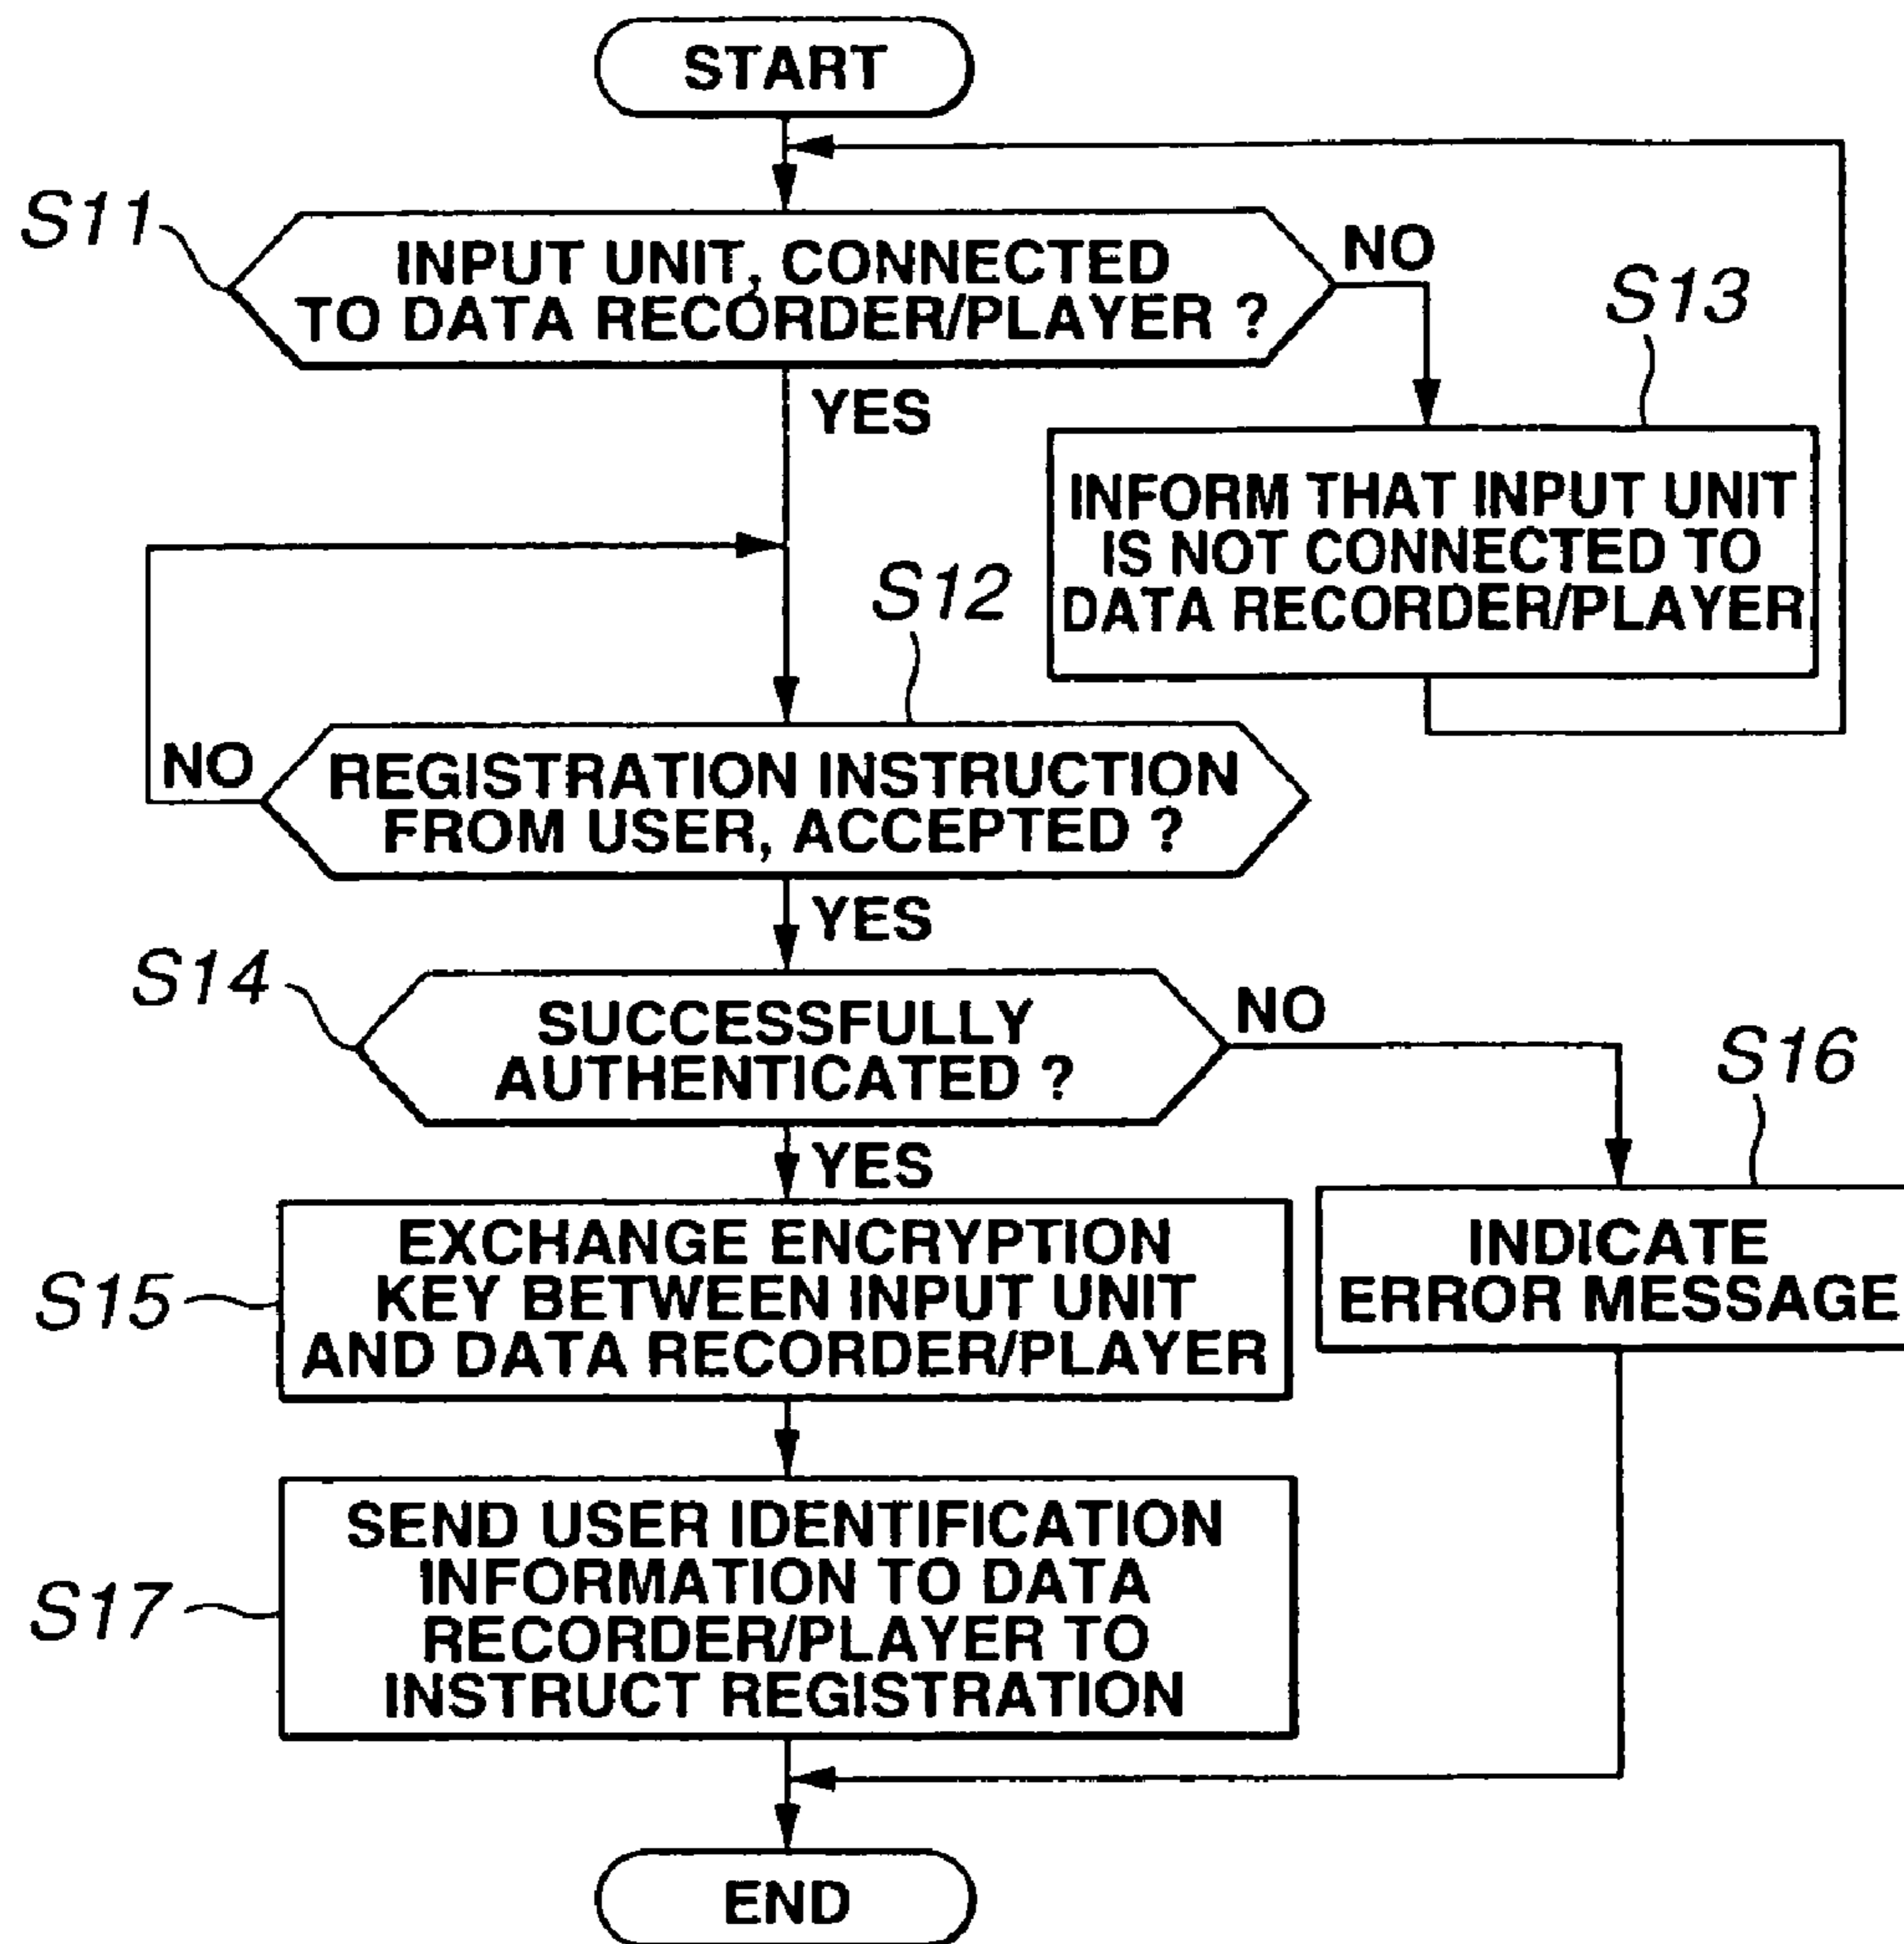 START
S11
INPUT UNIT, CONNECTED
TO DATA RECORDER/PLAYER ?
NO
S13
YES
INFORM THAT INPUT UNIT
IS NOT CONNECTED TO
DATA RECORDER/PLAYER
S12
NO
REGISTRATION INSTRUCTION
FROM USER, ACCEPTED ?
YES
S14
SUCCESSFULLY
AUTHENTICATED ?
NO
S16
YES
INDICATE
ERROR MESSAGE
S15
EXCHANGE ENCRYPTION
KEY BETWEEN INPUT UNIT
AND DATA RECORDER/PLAYER
S17
SEND USER IDENTIFICATION
INFORMATION TO DATA
RECORDER/PLAYER TO
INSTRUCT REGISTRATION
END